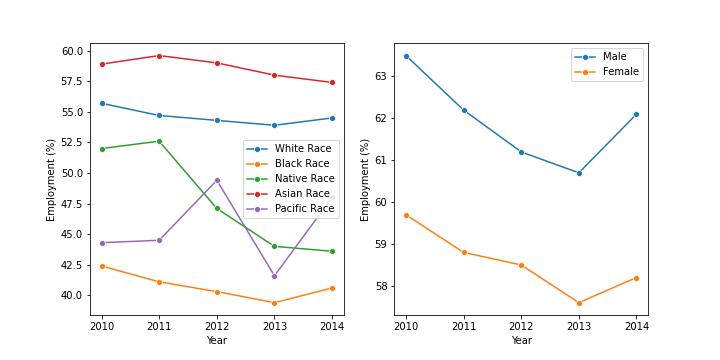 60.0
57.5
55.0
52.5
50.0
47.5
45.0
42.5
40.0
Employment (%)
White Race
Black Race
Native Race
Asian Race
Pacific Race
2010 2011 2012 2013 2014
Year
63
62
61
60
59
58
Employment (%)
Male
Female
2010 2011 2012 2013 2014
Year